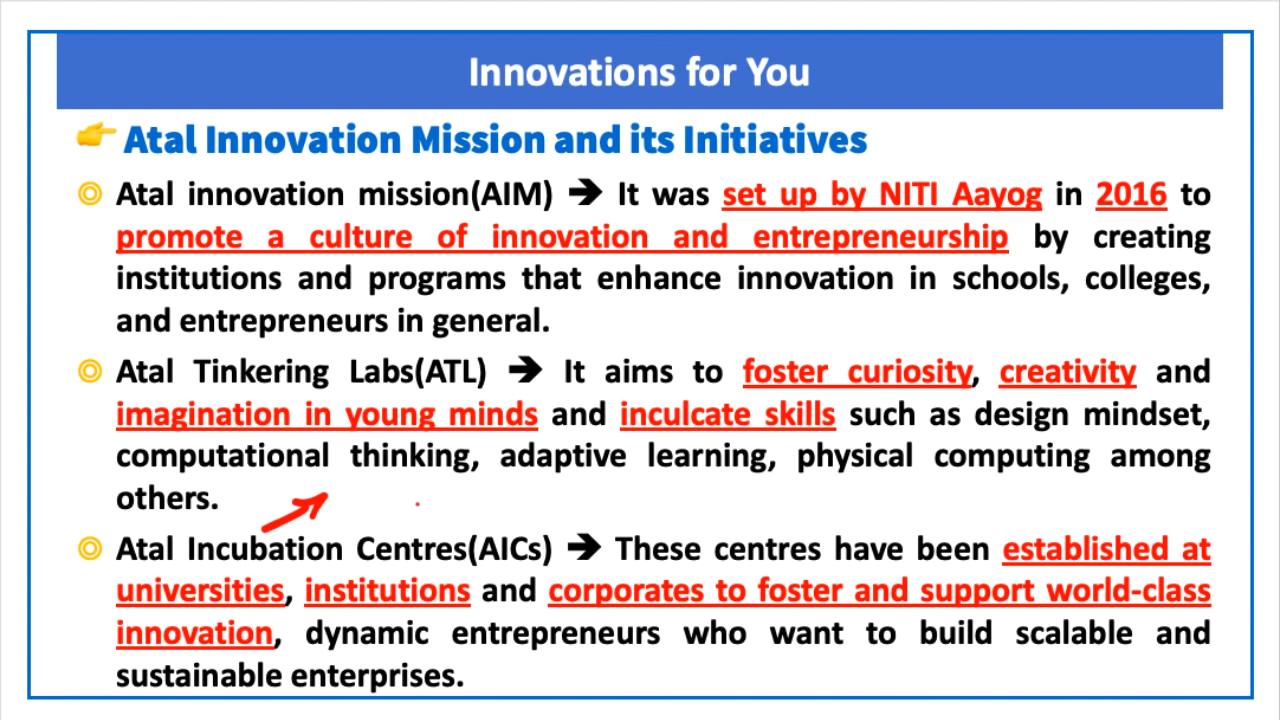 Innovations for You
Atal Innovation Mission and its Initiatives
Atal innovation mission(AIM) ➔ It was set up by NITI Aayog in 2016 to
promote a culture of innovation and entrepreneurship by creating
institutions and programs that enhance innovation in schools, colleges,
and entrepreneurs in general.
Atal Tinkering Labs(ATL) ➔ It aims to foster curiosity, creativity and
imagination in young minds and inculcate skills such as design mindset,
computational thinking, adaptive learning, physical computing among
others.
Atal Incubation Centres(AICs) ➔ These centres have been established at
universities, institutions and corporates to foster and support world-class
innovation, dynamic entrepreneurs who want to build scalable and
sustainable enterprises.